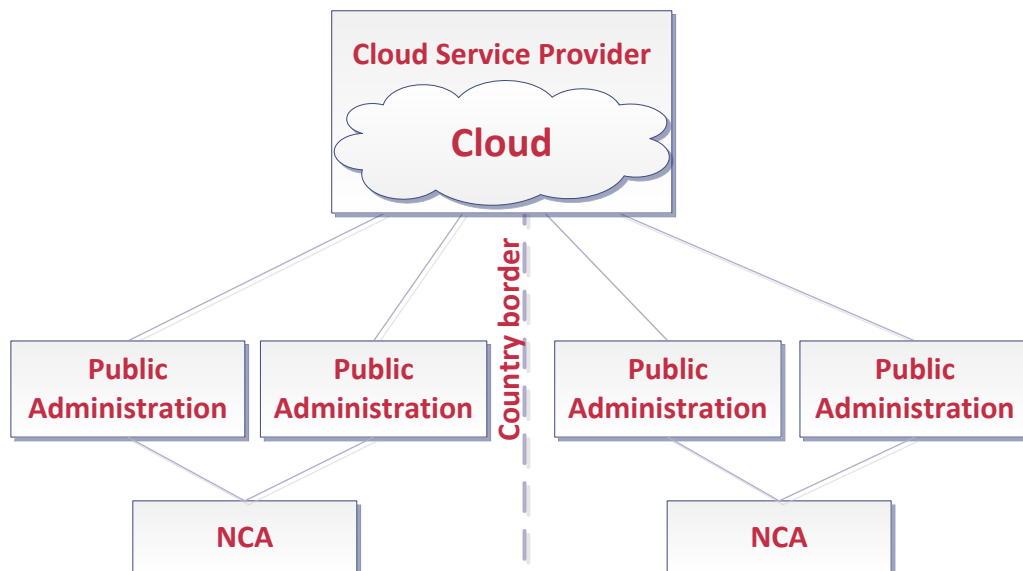 Cloud Service Provider
Cloud
Country border
Public
Administration
Public
Administration
Public
Administration
Public
Administration
NCA
NCA